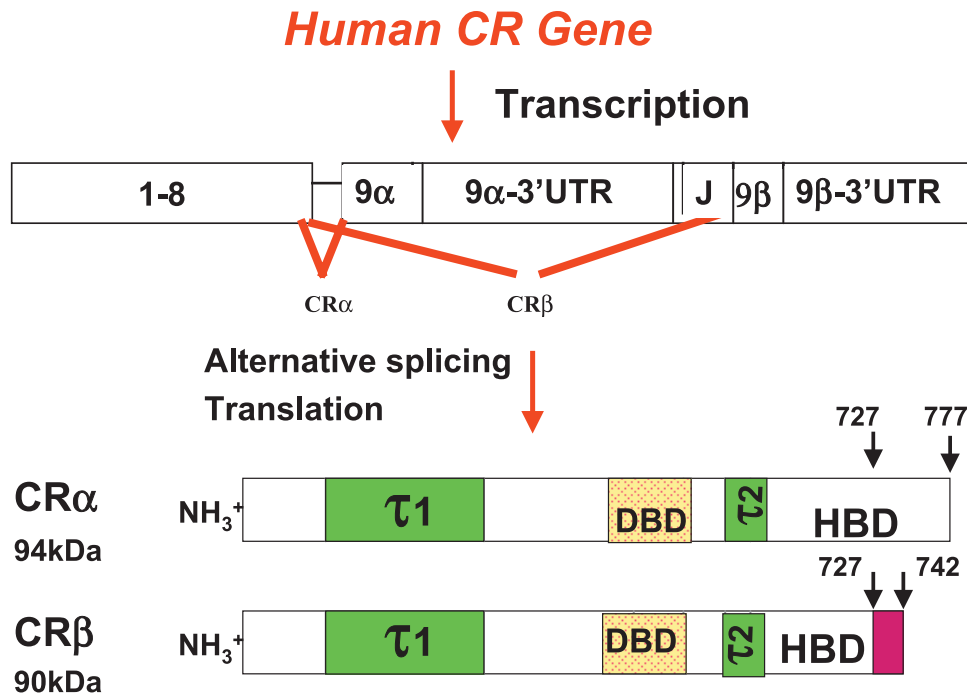 Human CR Gene
Transcription
1-8 9α 9α-3'UTR J 9β 9β-3'UTR
CRα CRβ
Alternative splicing
Translation
727 777
CRα
94kDa
NH₃⁺ τ1 DBD τ2 HBD
727 742
CRβ
90kDa
NH₃⁺ τ1 DBD τ2 HBD